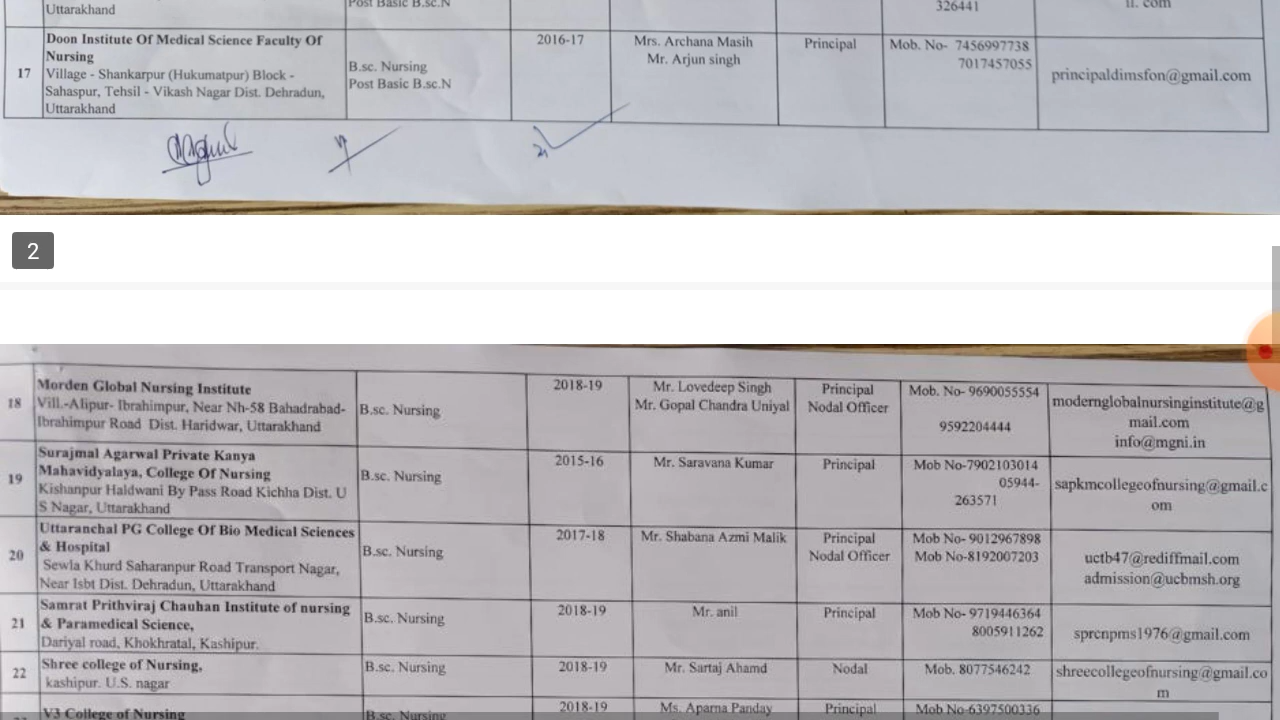 Uttarakhand
Post Basic B.sc.N
326441
il. com
17
Doon Institute Of Medical Science Faculty Of
Nursing
Village - Shankarpur (Hukumatpur) Block -
Sahaspur, Tehsil - Vikash Nagar Dist. Dehradun,
Uttarakhand
B.sc. Nursing
Post Basic B.sc.N
2016-17
Mrs. Archana Masih
Mr. Arjun singh
Principal
Mob. No- 7456997738
7017457055
principaldimsfon@gmail.com
2
18
Morden Global Nursing Institute
Vill.-Alipur- Ibrahimpur, Near Nh-58 Bahadrabad-
Ibrahimpur Road Dist. Haridwar, Uttarakhand
B.sc. Nursing
2018-19
Mr. Lovedeep Singh
Mr. Gopal Chandra Uniyal
Principal
Nodal Officer
Mob. No- 9690055554
9592204444
modernglobalnursinginstitute@g
mail.com
info@mgni.in
19
Surajmal Agarwal Private Kanya
Mahavidyalaya, College Of Nursing
Kishanpur Haldwani By Pass Road Kichha Dist. U
S Nagar, Uttarakhand
B.sc. Nursing
2015-16
Mr. Saravana Kumar
Principal
Mob No-7902103014
05944-
263571
sapkmcollegeofnursing@gmail.c
om
20
Uttaranchal PG College Of Bio Medical Sciences
& Hospital
Sewla Khurd Saharanpur Road Transport Nagar,
Near Isbt Dist. Dehradun, Uttarakhand
B.sc. Nursing
2017-18
Mr. Shabana Azmi Malik
Principal
Nodal Officer
Mob No- 9012967898
Mob No-8192007203
uctb47@rediffmail.com
admission@ucbmsh.org
21
Samrat Prithviraj Chauhan Institute of nursing
& Paramedical Science,
Dariyal road, Khokhratal, Kashipur.
B.sc. Nursing
2018-19
Mr. anil
Principal
Mob No- 9719446364
8005911262
sprcnpms1976@gmail.com
22
Shree college of Nursing,
kashipur. U.S. nagar
B.sc. Nursing
2018-19
Mr. Sartaj Ahamd
Nodal
Mob. 8077546242
shreecollegeofnursing@gmail.co
m
V3 College of Nursing
B.sc. Nursing
2018-19
Ms. Aparna Panday
Principal
Mob No-6397500336